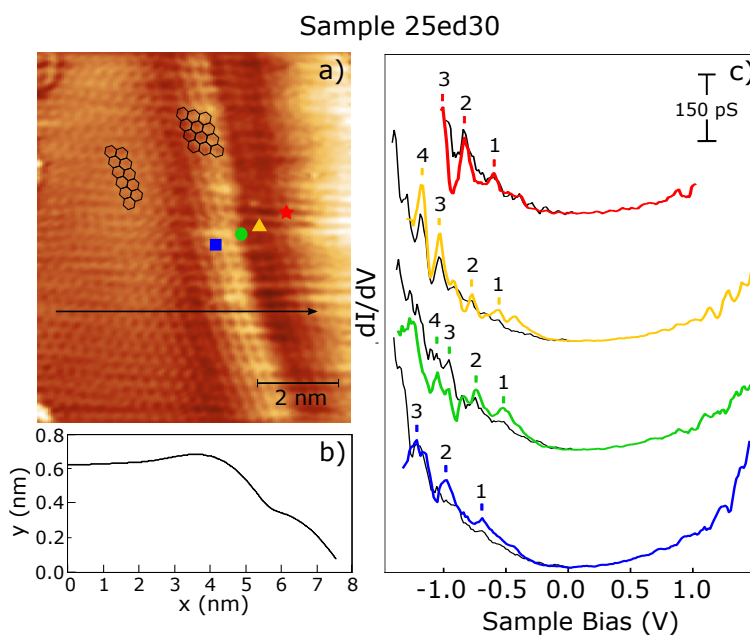 Sample 25ed30
a)
2 nm
b)
0.8
0.6
0.4
0.2
0.0
y (nm)
0 1 2 3 4 5 6 7 8
x (nm)
c)
150 pS
3
2
1
4
3
2
1
4
3
2
1
3
2
1
dI/dV
-1.0 -0.5 0.0 0.5 1.0
Sample Bias (V)